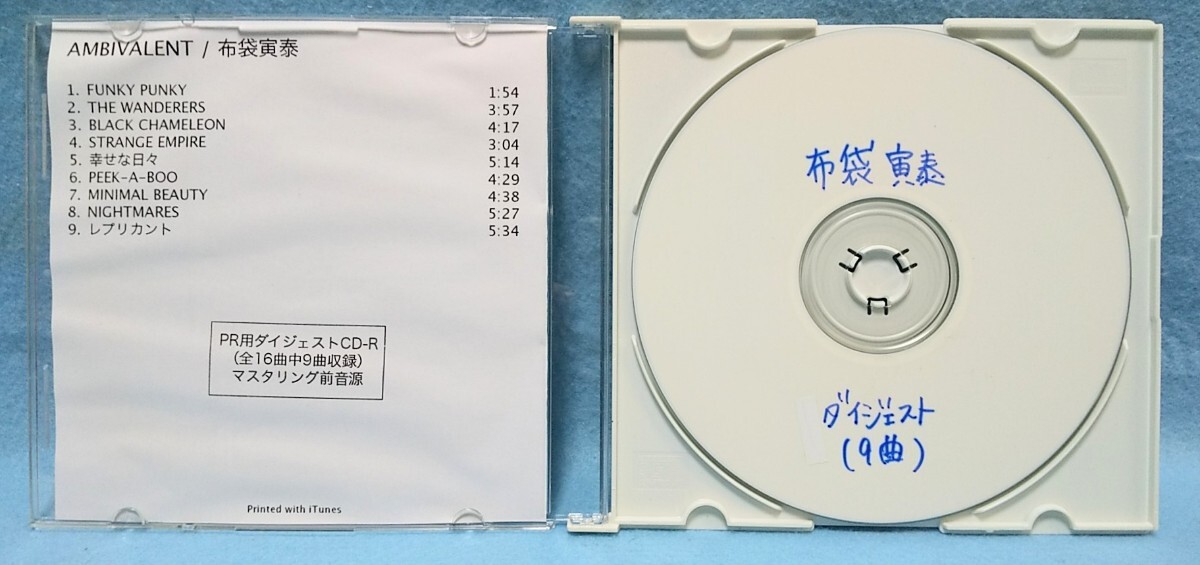 AMBIVALENT / 布袋寅泰
1. FUNKY PUNKY 1:54
2. THE WANDERERS 3:57
3. BLACK CHAMELEON 4:17
4. STRANGE EMPIRE 3:04
5. 幸せな日々 5:14
6. PEEK-A-BOO 4:29
7. MINIMAL BEAUTY 4:38
8. NIGHTMARES 5:27
9. レプリカント 5:34
PR用ダイジェストCD-R
（全16曲中9曲収録）
マスタリング前音源
Printed with iTunes
布袋 寅泰
ダイジェスト
(9曲)